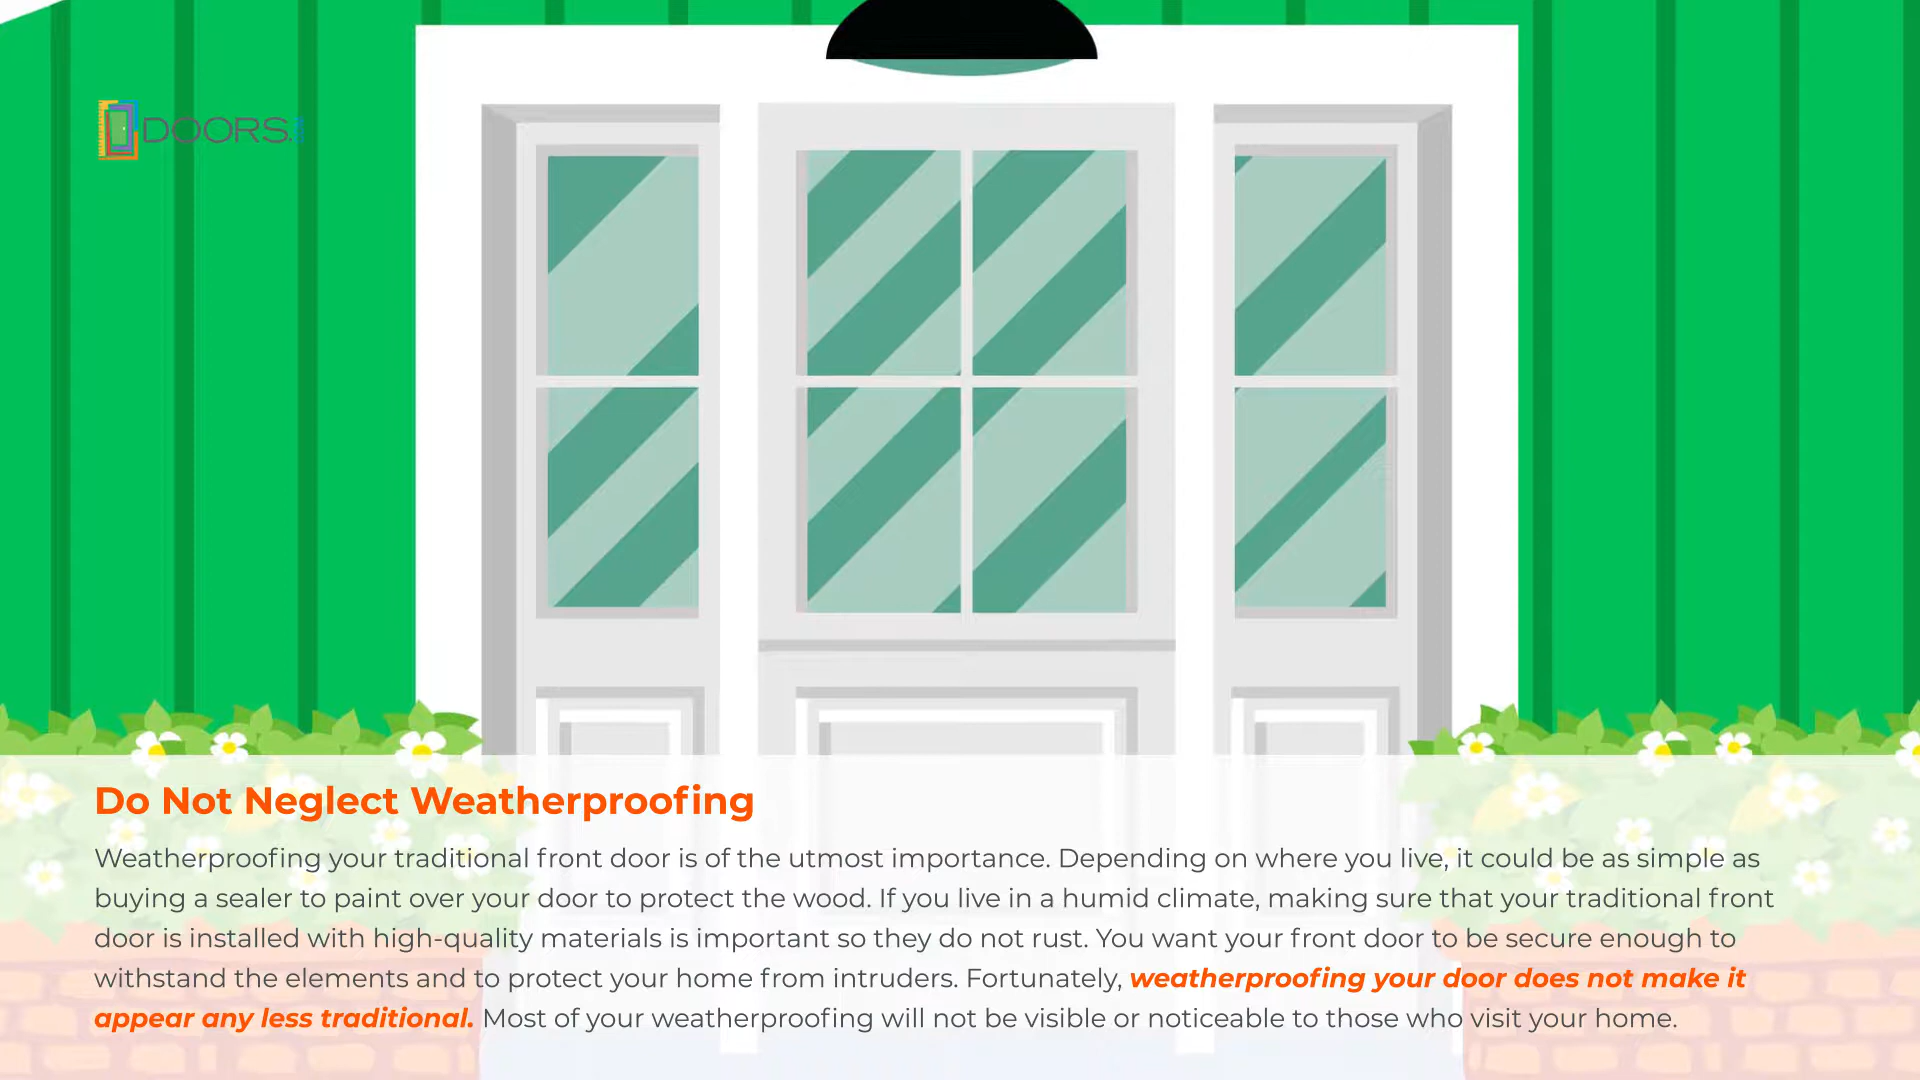 DOORS.COM
Do Not Neglect Weatherproofing
Weatherproofing your traditional front door is of the utmost importance. Depending on where you live, it could be as simple as
buying a sealer to paint over your door to protect the wood. If you live in a humid climate, making sure that your traditional front
door is installed with high-quality materials is important so they do not rust. You want your front door to be secure enough to
withstand the elements and to protect your home from intruders. Fortunately, weatherproofing your door does not make it
appear any less traditional. Most of your weatherproofing will not be visible or noticeable to those who visit your home.